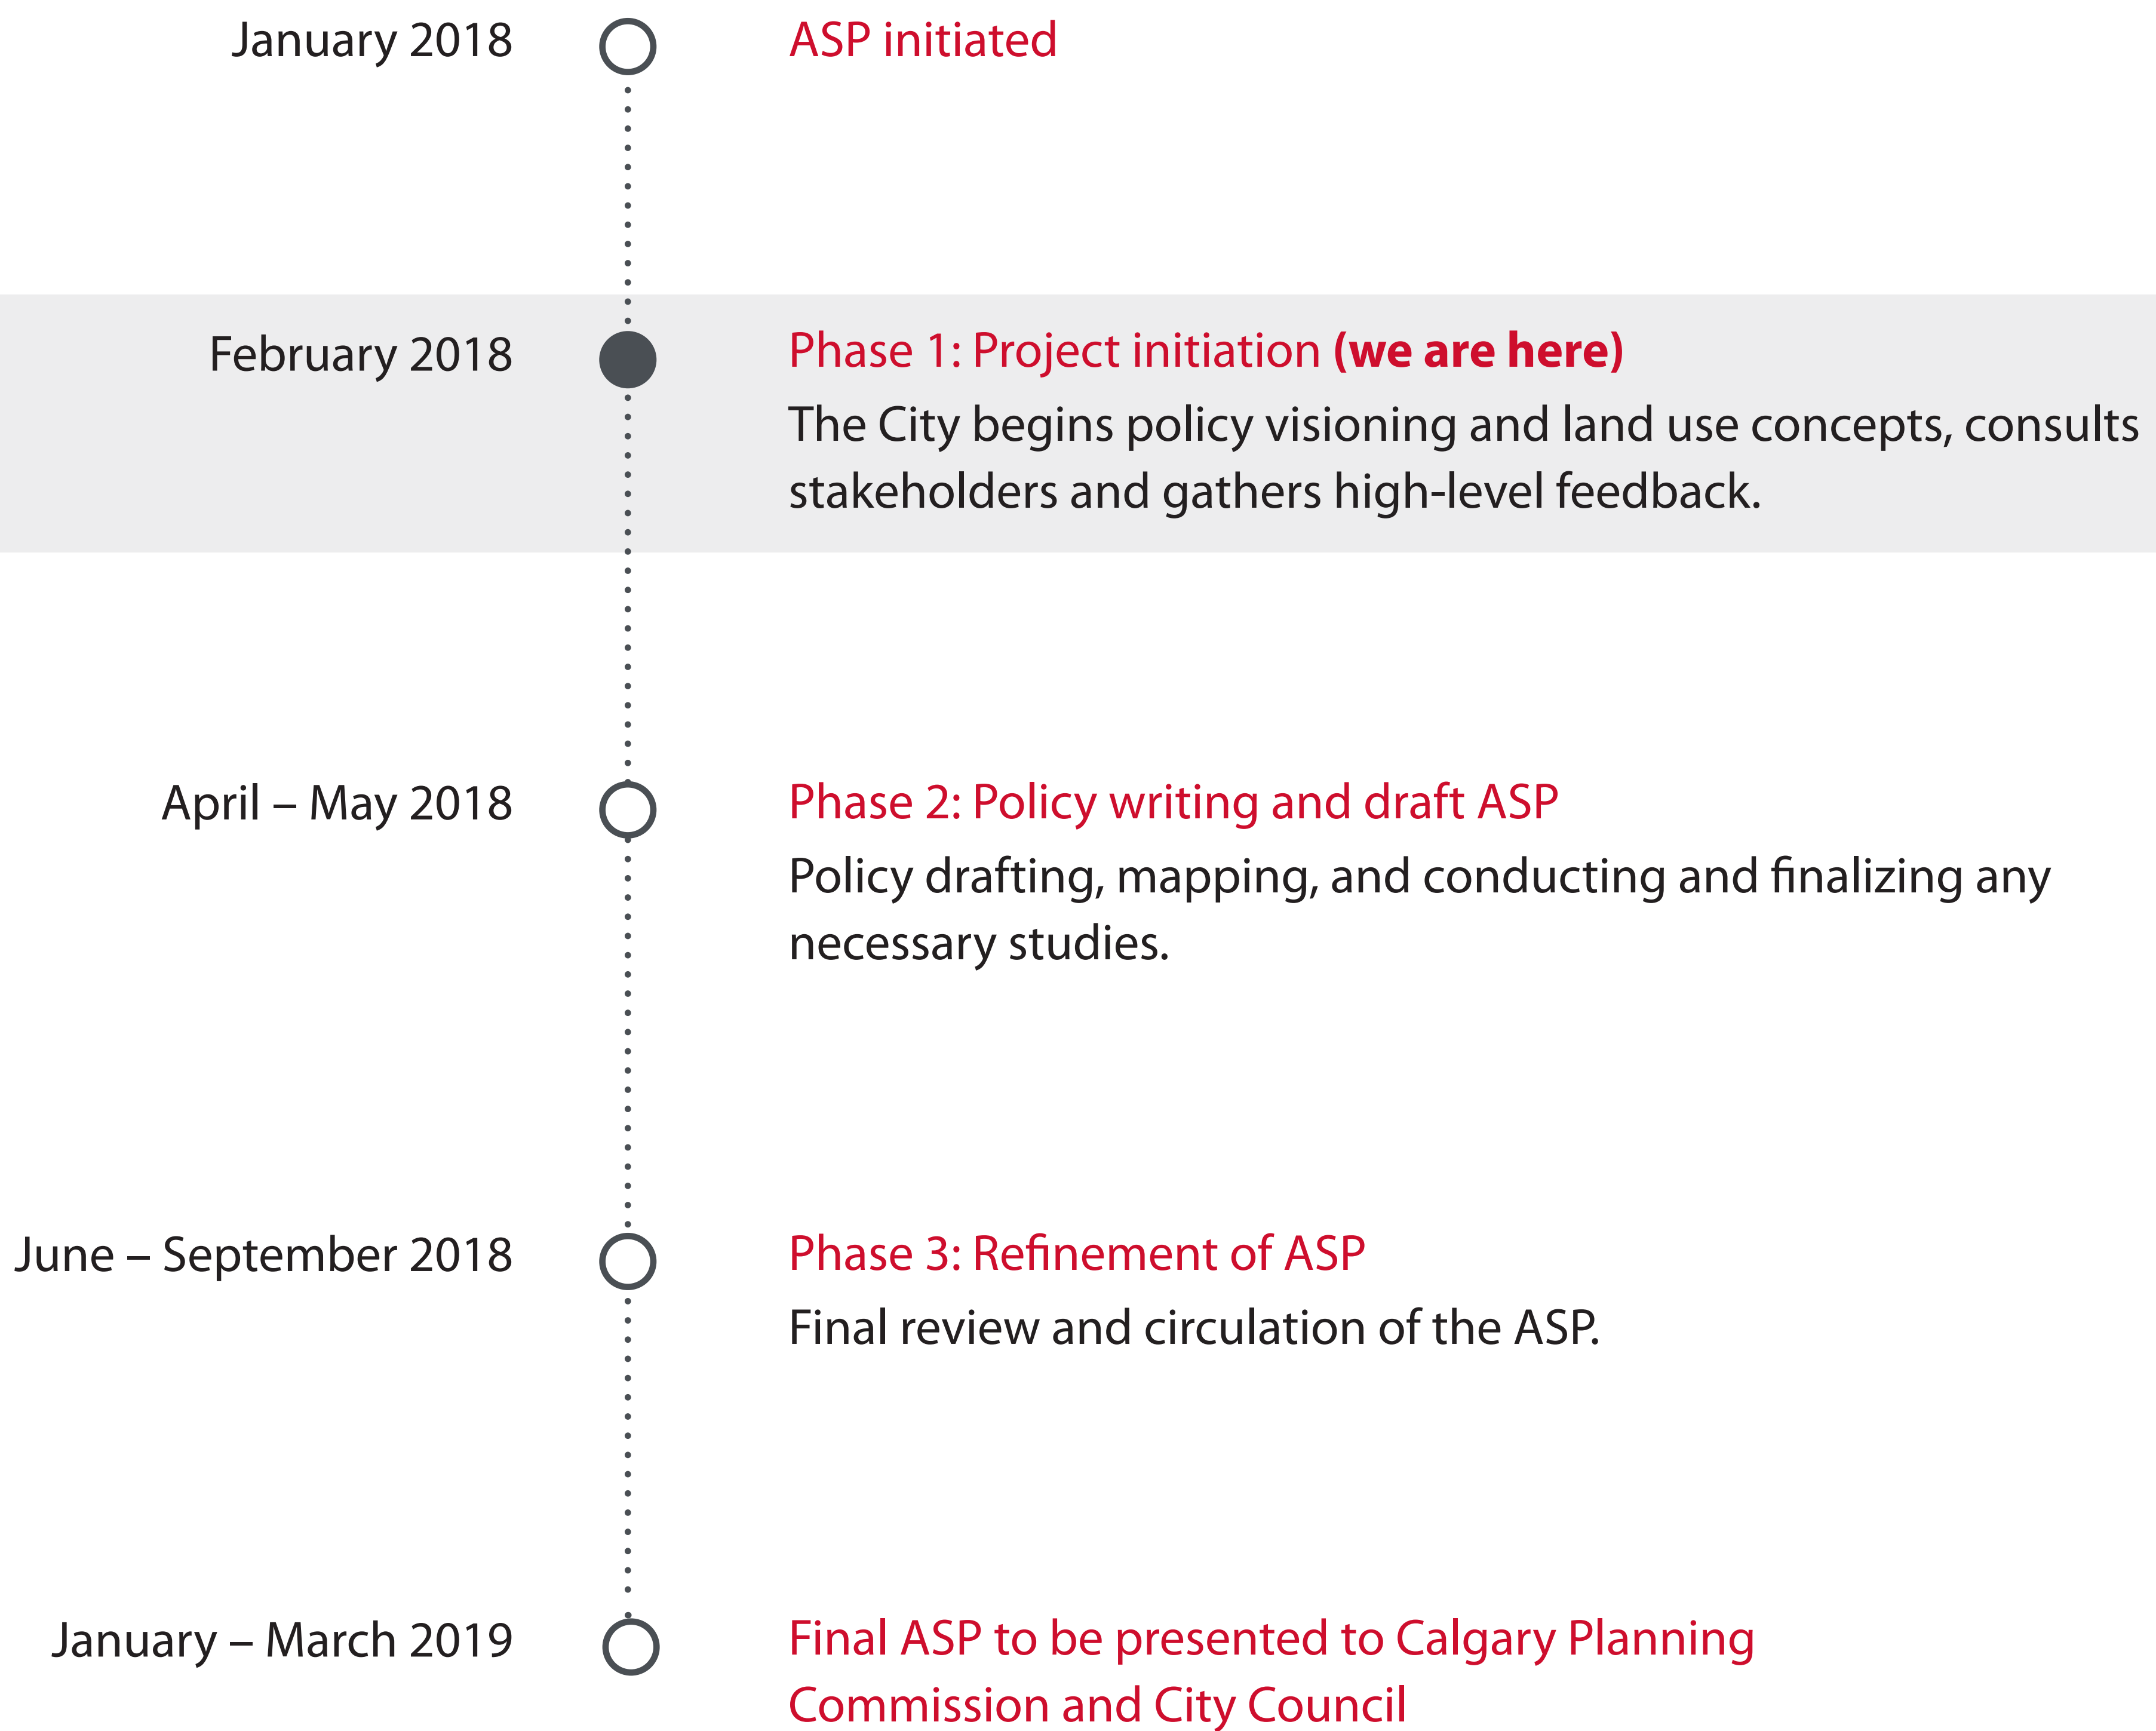 January 2018
ASP initiated
February 2018
Phase 1: Project initiation (we are here)
The City begins policy visioning and land use concepts, consults
stakeholders and gathers high-level feedback.
April – May 2018
Phase 2: Policy writing and draft ASP
Policy drafting, mapping, and conducting and finalizing any
necessary studies.
June – September 2018
Phase 3: Refinement of ASP
Final review and circulation of the ASP.
January – March 2019
Final ASP to be presented to Calgary Planning
Commission and City Council